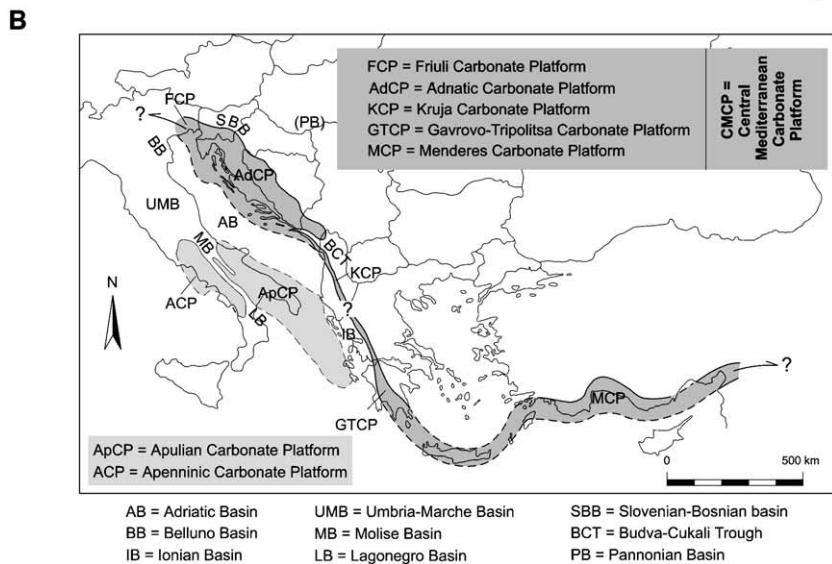 B
FCP = Friuli Carbonate Platform
AdCP = Adnatic Carbonate Platform
KCP = Kruja Carbonate Platform
GTCP = Gavrovo-Tripolitsa Carbonate Platform
MCP = Menderes Carbonate Platform
CMCP =
Central
Mediterranean
Carbonate
Platform
FCP
?
SBB
(PB)
BB
AdCP
UMB
AB
BCT
MB
KCP
N
ACP
ApCP
?
LB
IB
?
MCP
GTCP
ApCP = Apulian Carbonate Platform
ACP = Apenninic Carbonate Platform
0 500 km
AB = Adriatic Basin UMB = Umbria-Marche Basin SBB = Slovenian-Bosnian basin
BB = Belluno Basin MB = Molise Basin BCT = Budva-Cukali Trough
IB = Ionian Basin LB = Lagonegro Basin PB = Pannonian Basin